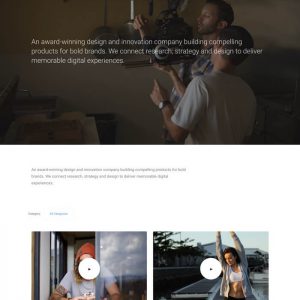 An award-winning design and innovation company building compelling
products for bold brands. We connect research, strategy and design to deliver
memorable digital experiences.
An award-winning design and innovation company building compelling products for bold
brands. We connect research, strategy and design to deliver memorable digital
experiences.
Category
All Categories